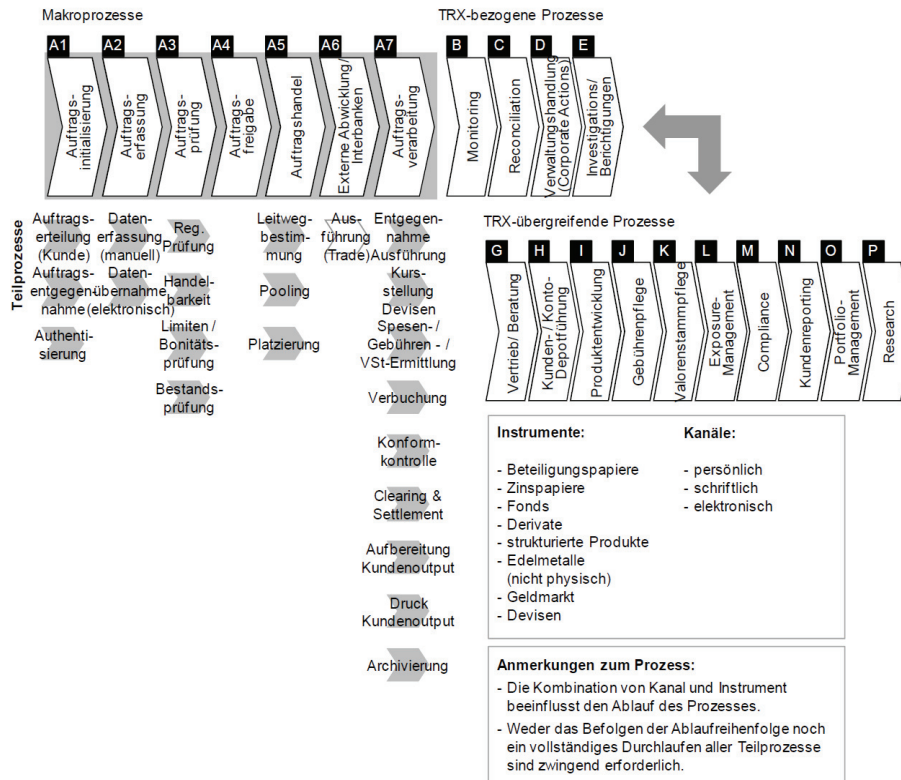 Makroprozesse
TRX-bezogene Prozesse
A1
A2
A3
A4
A5
A6
A7
B
C
D
E
Auftrags-
initialisierung
Auftrags-
erfassung
Auftrags-
prüfung
Auftrags-
freigabe
Auftragshandel
Externe Abwicklung/
Interbanken
Auftrags-
verarbeitung
Monitoring
Reconciliation
Verwaltungshandlung
(Corporate Actions)
Investigations/
Berichtigungen
Teilprozesse
Auftrags-
erteilung
(Kunde)
Auftrags-
entgegen-
nahme
Authenti-
sierung
Daten-
erfassung
(manuell)
Daten-
übernahme
(elektronisch)
Reg.
Prüfung
Handel-
barkeit
Limiten /
Bonitäts-
prüfung
Bestands-
prüfung
Leitweg-
bestim-
mung
Pooling
Platzierung
Aus-
führung
(Trade)
Entgegen-
nahme
Ausführung
Kurs-
stellung
Devisen
Spesen- /
Gebühren - /
VSt-Ermittlung
Verbuchung
Konform-
kontrolle
Clearing &
Settlement
Aufbereitung
Kundenoutput
Druck
Kundenoutput
Archivierung
TRX-übergreifende Prozesse
G
H
I
J
K
L
M
N
O
P
Vertrieb/ Beratung
Kunden- / Konto-
Depotführung
Produktentwicklung
Gebührenpflege
Valorenstammpflege
Exposure-
Management
Compliance
Kundenreporting
Portfolio-
Management
Research
Instrumente:
- Beteiligungspapiere
- Zinspapiere
- Fonds
- Derivate
- strukturierte Produkte
- Edelmetalle
(nicht physisch)
- Geldmarkt
- Devisen
Kanäle:
- persönlich
- schriftlich
- elektronisch
Anmerkungen zum Prozess:
- Die Kombination von Kanal und Instrument
beeinflusst den Ablauf des Prozesses.
- Weder das Befolgen der Ablaufreihenfolge noch
ein vollständiges Durchlaufen aller Teilprozesse
sind zwingend erforderlich.